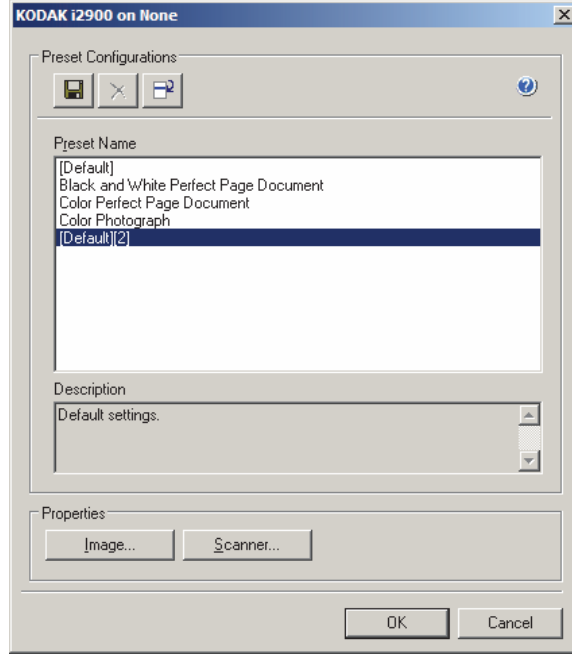 KODAK i2900 on None
Preset Configurations
Preset Name
[Default]
Black and White Perfect Page Document
Color Perfect Page Document
Color Photograph
[Default][2]
Description
Default settings.
Properties
Image...
Scanner...
OK
Cancel